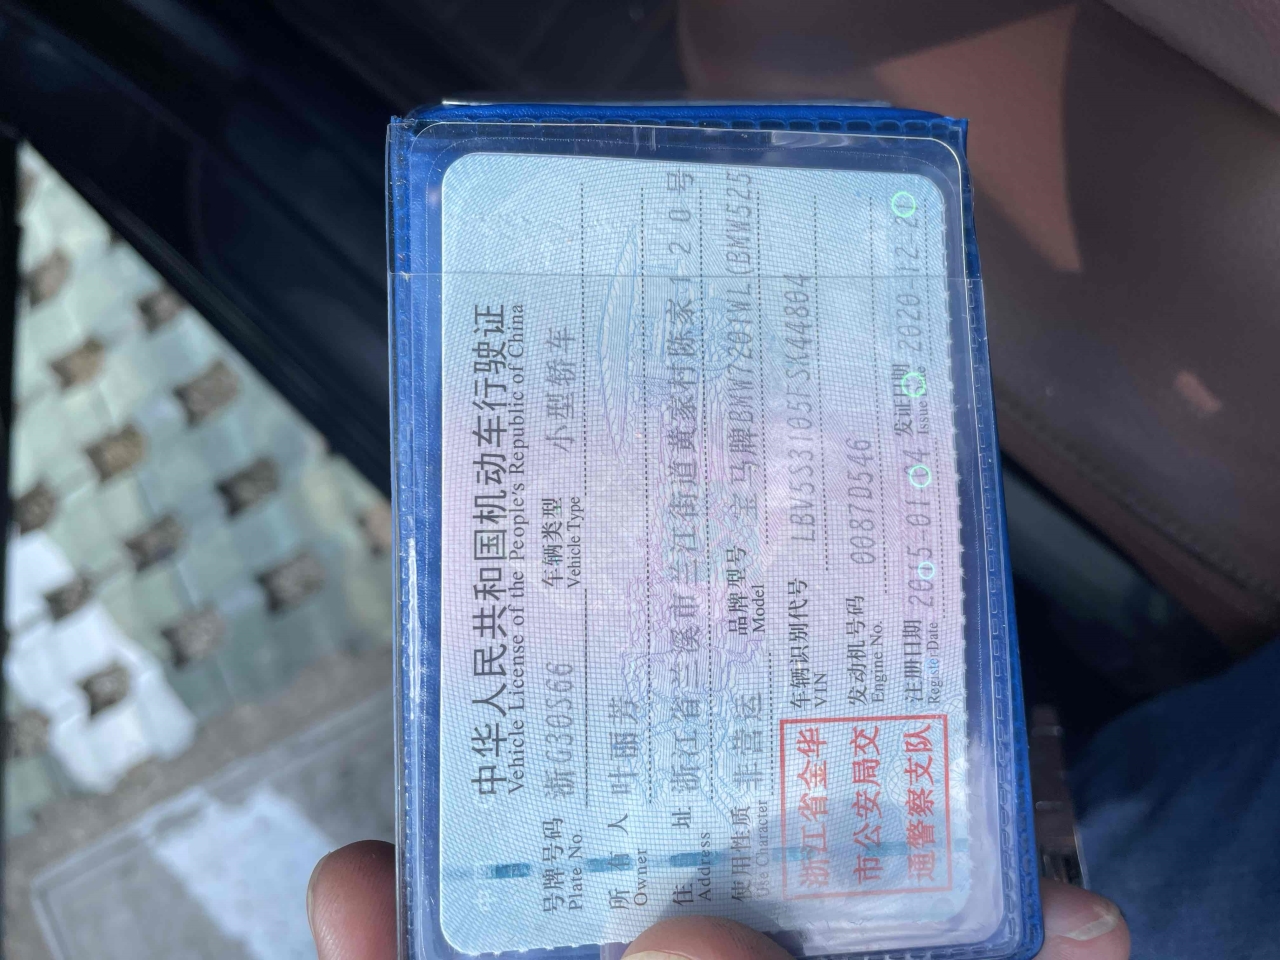 中华人民共和国机动车行驶证
Vehicle License of the People's Republic of China
号牌号码 浙G30S66 车辆类型 小型轿车
Plate No. Vehicle Type
所有人 叶丽芳
Owner
住址 浙江省兰溪市兰江街道黄家村陈家120号
Address
使用性质 非营运 品牌型号 宝马牌BMW7201WL(BMW525
Use Character Model
浙江省金华
市公安局交
通警察支队
车辆识别代号 LBV5S3105FSK44804
VIN
发动机号码 0087D546
Engine No.
注册日期 2015-01-04 发证日期 2020-12-21
Register Date Issue